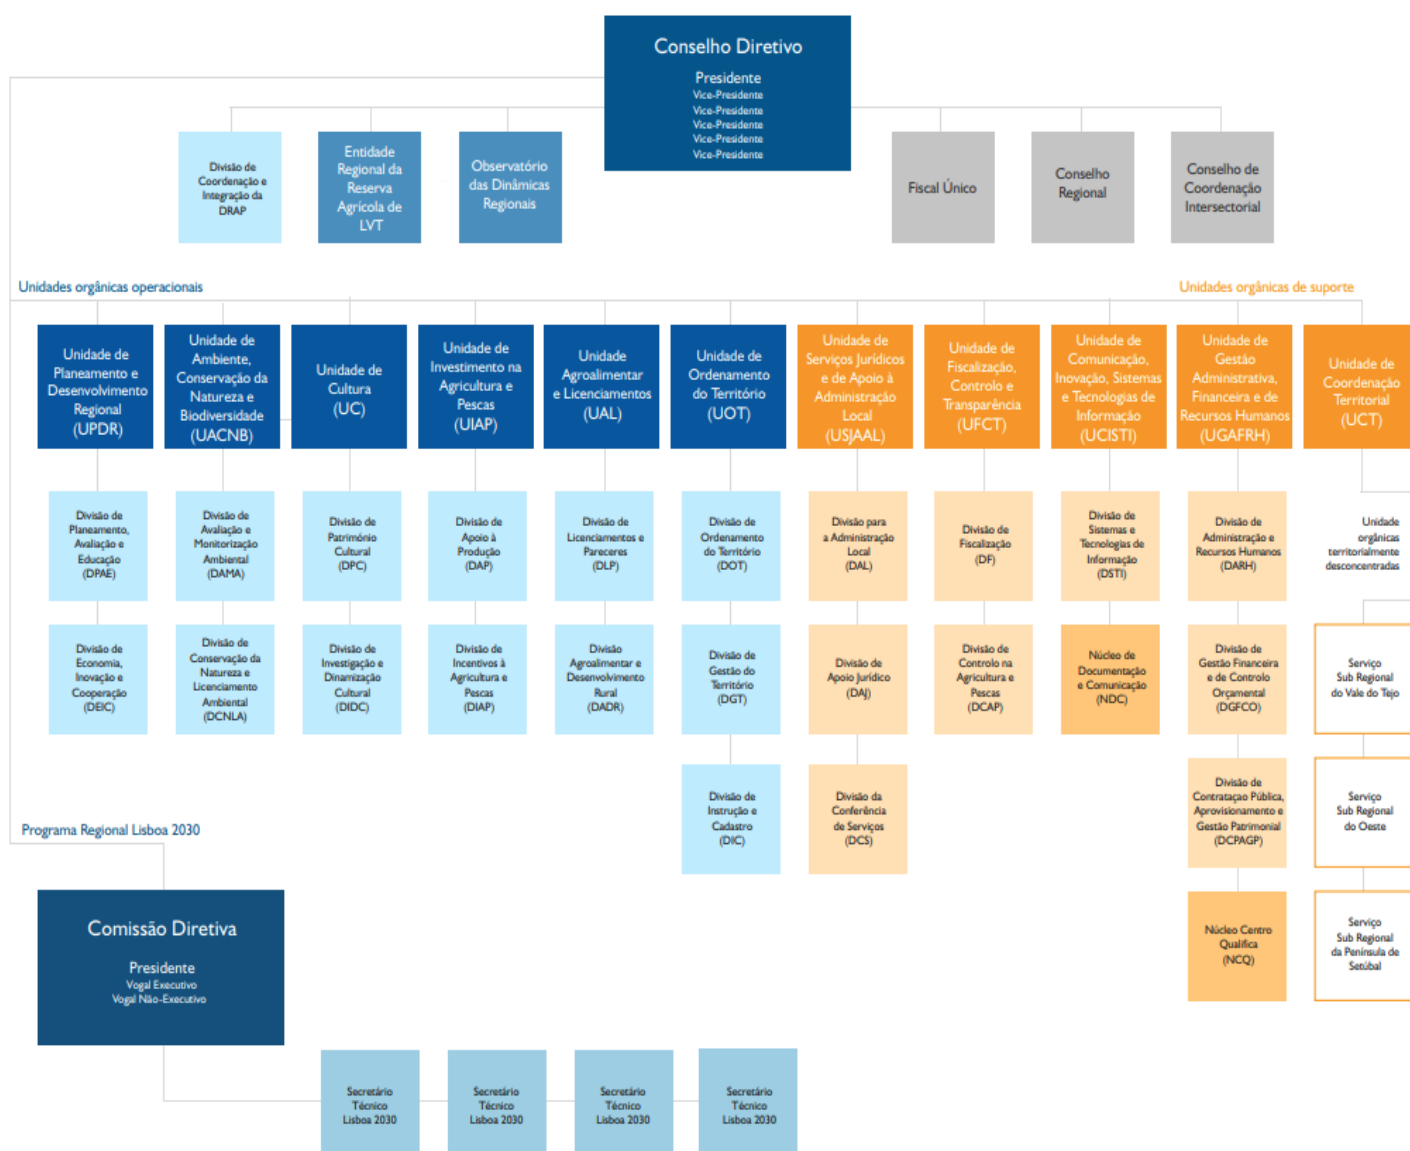 Conselho Diretivo
Presidente
Vice-Presidente
Vice-Presidente
Vice-Presidente
Vice-Presidente
Vice-Presidente
Divisão de
Coordenação e
Integração da
DRAP
Entidade
Regional da
Reserva
Agrícola de
LVT
Observatório
das Dinâmicas
Regionais
Fiscal Único
Conselho
Regional
Conselho de
Coordenação
Intersectorial
Unidades orgânicas operacionais
Unidades orgânicas de suporte
Unidade de
Planeamento e
Desenvolvimento
Regional
(UPDR)
Unidade de
Ambiente,
Conservação da
Natureza e
Biodiversidade
(UACNB)
Unidade de
Cultura
(UC)
Unidade de
Investimento na
Agricultura e
Pescas
(UIAP)
Unidade
Agroalimentar
e Licenciamentos
(UAL)
Unidade de
Ordenamento
do Território
(UOT)
Unidade de
Serviços Jurídicos
e de Apoio à
Administração
Local
(USJAAL)
Unidade de
Fiscalização,
Controlo e
Transparência
(UFCT)
Unidade de
Comunicação,
Inovação, Sistemas
e Tecnologias de
Informação
(UCISTI)
Unidade de
Gestão
Administrativa,
Financeira e de
Recursos Humanos
(UGAFRH)
Unidade de
Coordenação
Territorial
(UCT)
Divisão de
Planeamento,
Avaliação e
Educação
(DPAE)
Divisão de
Avaliação e
Monitorização
Ambiental
(DAMA)
Divisão de
Património
Cultural
(DPC)
Divisão de
Apoio à
Produção
(DAP)
Divisão de
Licenciamentos e
Pareceres
(DLP)
Divisão de
Ordenamento
do Território
(DOT)
Divisão para
a Administração
Local
(DAL)
Divisão de
Fiscalização
(DF)
Divisão de
Sistemas e
Tecnologias de
Informação
(DSTI)
Divisão de
Administração e
Recursos Humanos
(DARH)
Unidade
orgânicas
territorialmente
desconcentradas
Divisão de
Economia,
Inovação e
Cooperação
(DEIC)
Divisão de
Conservação da
Natureza e
Licenciamento
Ambiental
(DCNLA)
Divisão de
Investigação e
Dinamização
Cultural
(DIDC)
Divisão de
Incentivos à
Agricultura e
Pescas
(DIAP)
Divisão
Agroalimentar e
Desenvolvimento
Rural
(DADR)
Divisão de
Gestão do
Território
(DGT)
Divisão de
Apoio Jurídico
(DAJ)
Divisão de
Controlo na
Agricultura e
Pescas
(DCAP)
Núcleo de
Documentação
e Comunicação
(NDC)
Divisão de
Gestão Financeira
e de Controlo
Orçamental
(DGFCO)
Serviço
Sub Regional
do Vale do Tejo
Divisão de
Instrução e
Cadastro
(DIC)
Divisão da
Conferência
de Serviços
(DCS)
Divisão de
Contrataçao Pública,
Aprovisionamento e
Gestão Patrimonial
(DCPAGP)
Serviço
Sub Regional
do Oeste
Programa Regional Lisboa 2030
Comissão Diretiva
Presidente
Vogal Executivo
Vogal Não-Executivo
Núcleo Centro
Qualifica
(NCQ)
Serviço
Sub Regional
da Península de
Setúbal
Secretário
Técnico
Lisboa 2030
Secretário
Técnico
Lisboa 2030
Secretário
Técnico
Lisboa 2030
Secretário
Técnico
Lisboa 2030